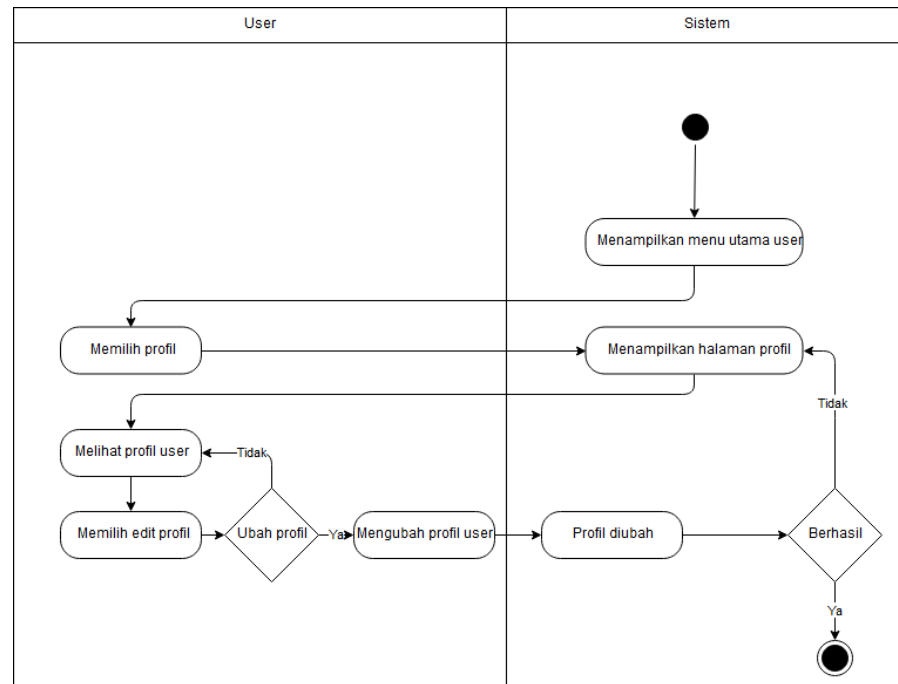 User
Sistem
Menampilkan menu utama user
Memilih profil
Menampilkan halaman profil
Tidak
Melihat profil user
Tidak
Memilih edit profil
Ubah profil
Ya
Mengubah profil user
Profil diubah
Berhasil
Ya